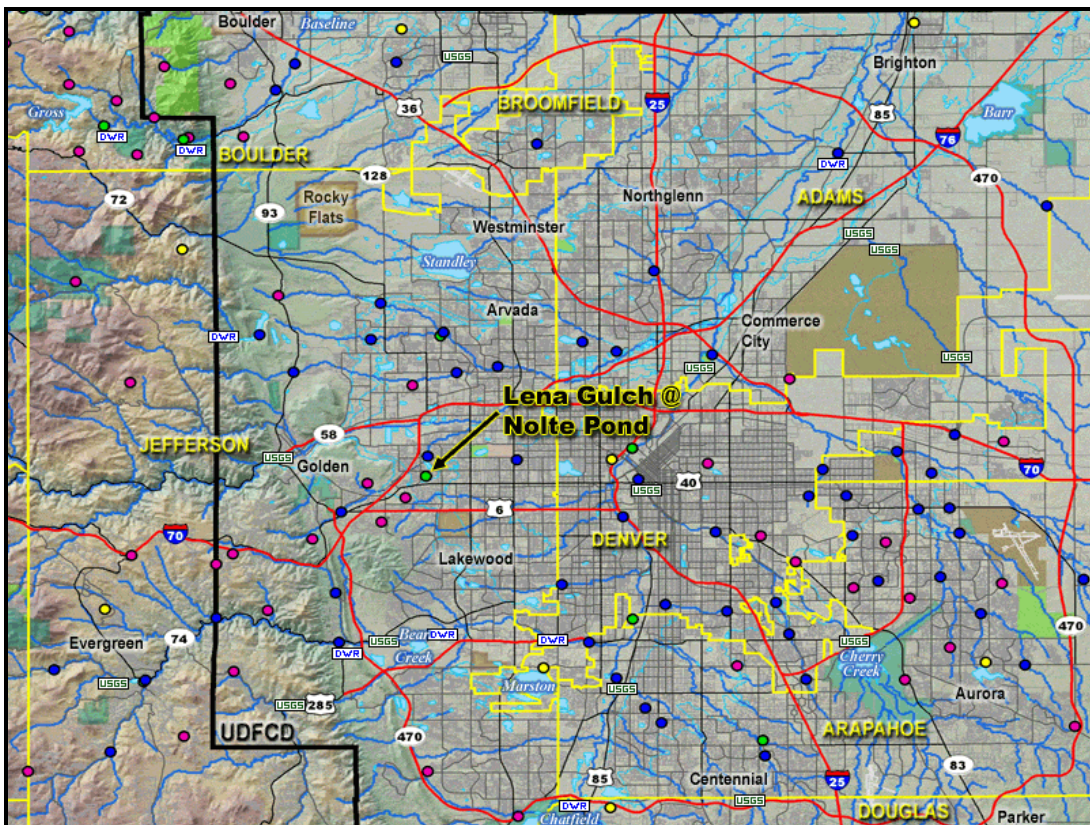 Boulder
Baseline
USGS
Brighton
BROOMFIELD
36
25
85
Barr
Gross
DWR
DWR
BOULDER
76
DWR
128
470
72
93
Rocky
Flats
Northglenn
ADAMS
Westminster
USGS
USGS
Standley
Arvada
Commerce
City
DWR
USGS
USGS
Lena Gulch @
Nolte Pond
58
JEFFERSON
USGS
Golden
70
40
USGS
6
70
DENVER
Lakewood
470
Evergreen
74
USGS
Bear
Creek
DWR
DWR
USGS
DWR
Cherry
Creek
USGS
Marston
USGS
Aurora
USGS
285
UDFCD
470
ARAPAHOE
83
85
Centennial
25
DWR
USGS
Chatfield
DOUGLAS
Parker